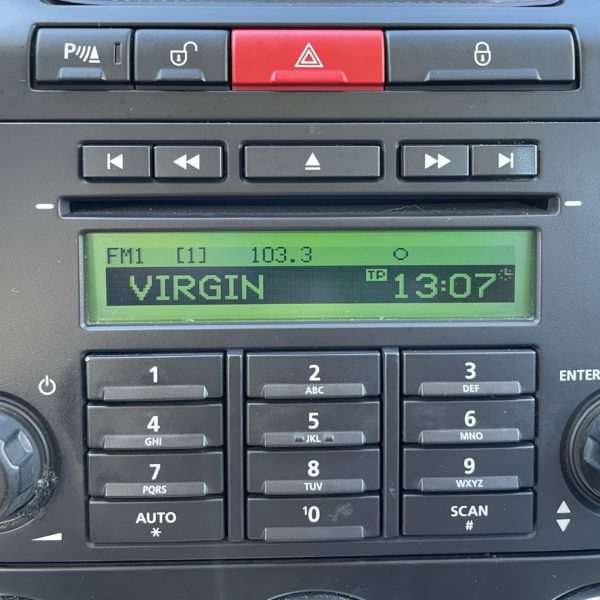 P
FM1 [1] 103.3
VIRGIN TP 13:07
1 2 ABC 3 DEF
ENTER
4 GHI 5 JKL 6 MNO
7 PQRS 8 TUV 9 WXYZ
AUTO * 10 SCAN #